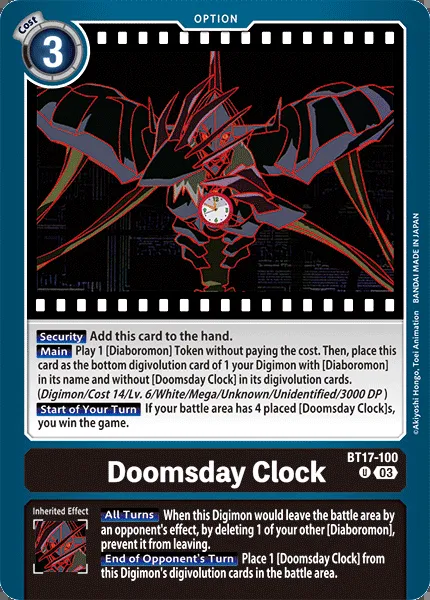 OPTION
Cost
3
Security Add this card to the hand.
Main Play 1 [Diaboromon] Token without paying the cost. Then, place this
card as the bottom digivolution card of 1 your Digimon with [Diaboromon]
in its name and without [Doomsday Clock] in its digivolution cards.
(Digimon/Cost 14/Lv. 6/White/Mega/Unknown/Unidentified/3000 DP )
Start of Your Turn If your battle area has 4 placed [Doomsday Clock]s,
you win the game.
©Akiyoshi Hongo, Toei Animation BANDAI MADE IN JAPAN
Doomsday Clock
BT17-100
U 03
Inherited Effect
All Turns When this Digimon would leave the battle area by
an opponent's effect, by deleting 1 of your other [Diaboromon],
prevent it from leaving.
End of Opponent's Turn Place 1 [Doomsday Clock] from
this Digimon's digivolution cards in the battle area.